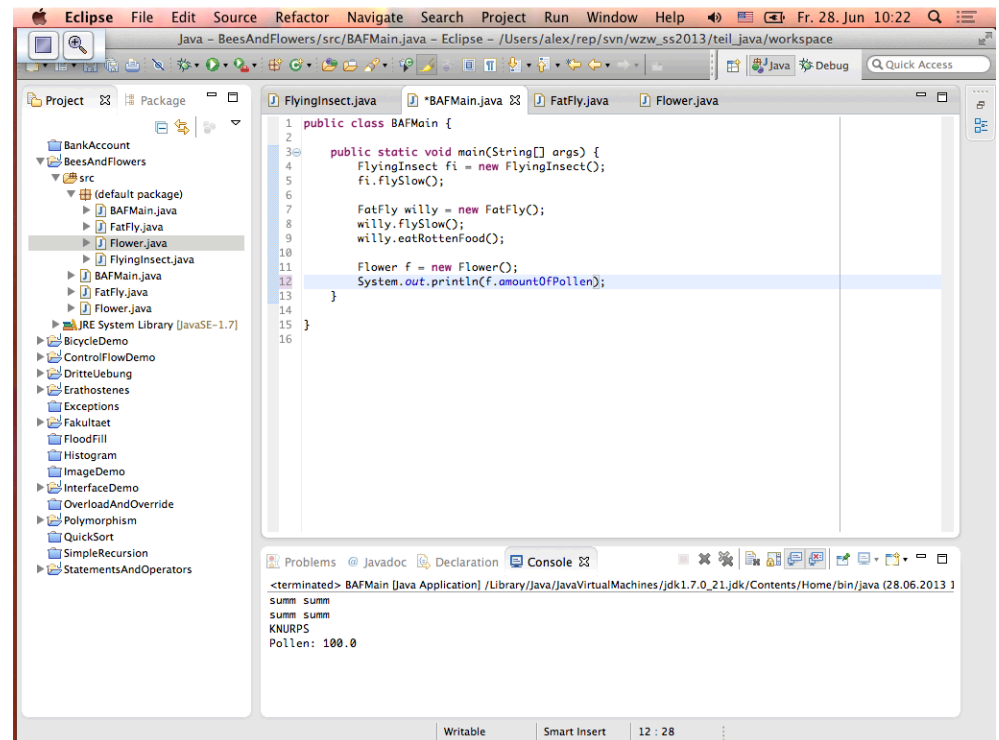 Eclipse File Edit Source Refactor Navigate Search Project Run Window Help Fr. 28. Jun 10:22
Java – BeesAndFlowers/src/BAFMain.java – Eclipse – /Users/alex/rep/svn/wzw_ss2013/teil_java/workspace
Java Debug Quick Access
Project Package
BankAccount
BeesAndFlowers
src
(default package)
BAFMain.java
FatFly.java
Flower.java
FlyingInsect.java
BAFMain.java
FatFly.java
Flower.java
JRE System Library [JavaSE-1.7]
BicycleDemo
ControlFlowDemo
DritteUebung
Erathostenes
Exceptions
Fakultaet
FloodFill
Histogram
ImageDemo
InterfaceDemo
OverloadAndOverride
Polymorphism
QuickSort
SimpleRecursion
StatementsAndOperators
FlyingInsect.java *BAFMain.java FatFly.java Flower.java
1 public class BAFMain {
2
3 public static void main(String[] args) {
4 FlyingInsect fi = new FlyingInsect();
5 fi.flySlow();
6
7 FatFly willy = new FatFly();
8 willy.flySlow();
9 willy.eatRottenFood();
10
11 Flower f = new Flower();
12 System.out.println(f.amountOfPollen);
13 }
14
15 }
16
Problems @ Javadoc Declaration Console
<terminated> BAFMain [Java Application] /Library/Java/JavaVirtualMachines/jdk1.7.0_21.jdk/Contents/Home/bin/java (28.06.2013 1
summ summ
summ summ
KNURPS
Pollen: 100.0
Writable Smart Insert 12 : 28